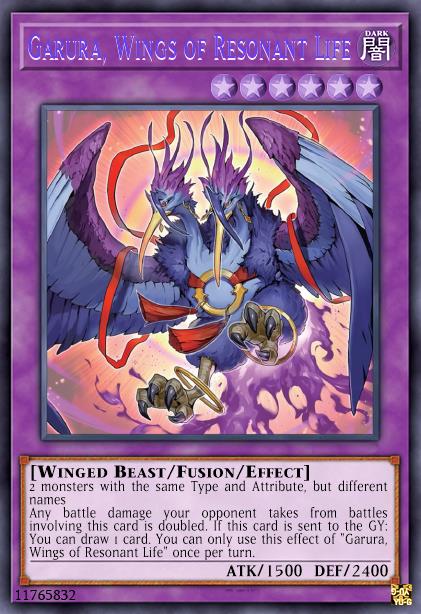 Garura, Wings of Resonant Life
DARK
闇
[Winged Beast/Fusion/Effect]
2 monsters with the same Type and Attribute, but different
names
Any battle damage your opponent takes from battles
involving this card is doubled. If this card is sent to the GY:
You can draw 1 card. You can only use this effect of "Garura,
Wings of Resonant Life" once per turn.
ATK/1500 DEF/2400
11765832